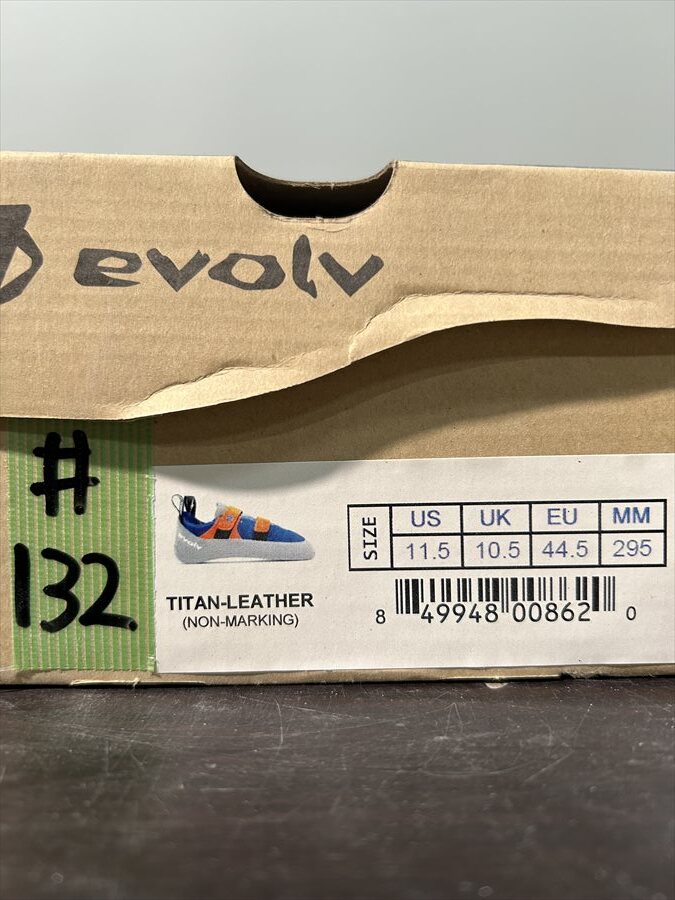 evolv
#
132.
evolv
TITAN-LEATHER
(NON-MARKING)
SIZE
US UK EU MM
11.5 10.5 44.5 295
8 49948 00862 0